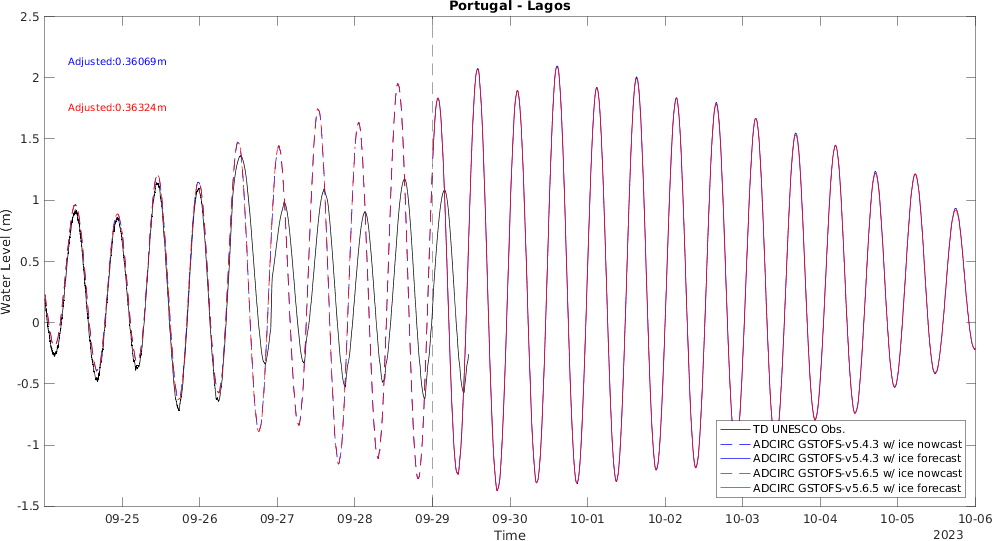 Portugal - Lagos
2.5
2
1.5
1
0.5
0
-0.5
-1
-1.5
Water Level (m)
Adjusted:0.36069m
Adjusted:0.36324m
TD UNESCO Obs.
ADCIRC GSTOFS-v5.4.3 w/ ice nowcast
ADCIRC GSTOFS-v5.4.3 w/ ice forecast
ADCIRC GSTOFS-v5.6.5 w/ ice nowcast
ADCIRC GSTOFS-v5.6.5 w/ ice forecast
09-25 09-26 09-27 09-28 09-29 09-30 10-01 10-02 10-03 10-04 10-05 10-06
Time
2023